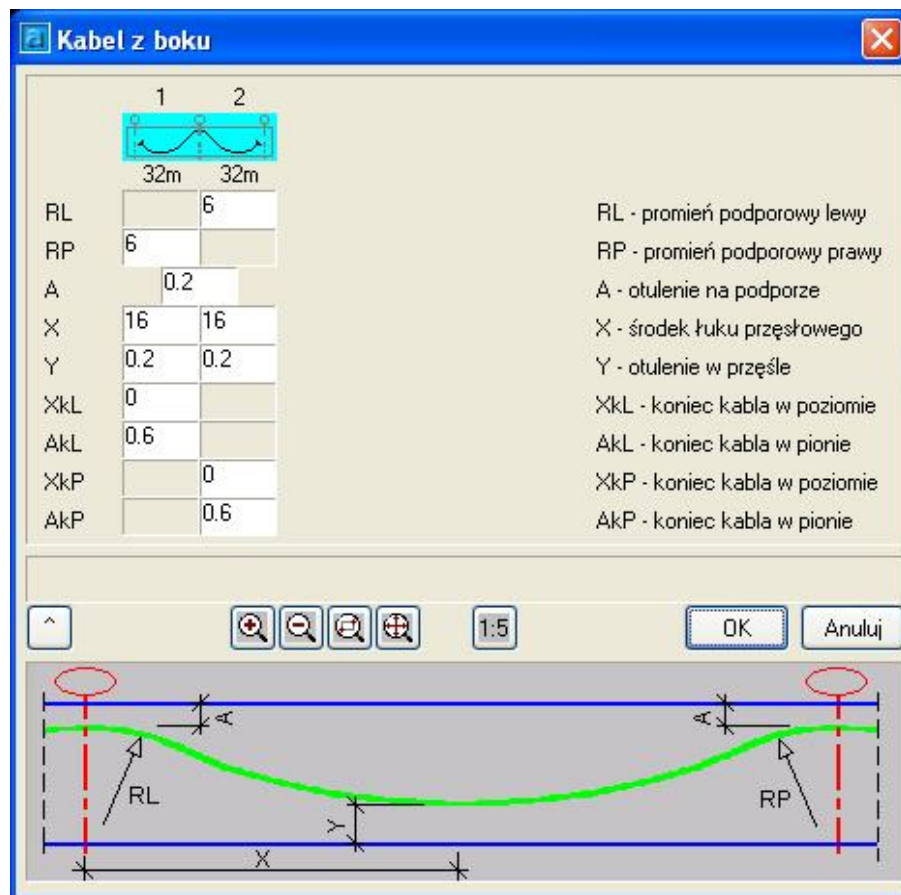 Kabel z boku
1 2
32m 32m
RL 6 RL - promień podporowy lewy
RP 6 RP - promień podporowy prawy
A 0.2 A - otulenie na podporze
X 16 16 X - środek łuku przęsłowego
Y 0.2 0.2 Y - otulenie w przęśle
XkL 0 XkL - koniec kabla w poziomie
AkL 0.6 AkL - koniec kabla w pionie
XkP 0 XkP - koniec kabla w poziomie
AkP 0.6 AkP - koniec kabla w pionie
^ 1:5 OK Anuluj
A A
RL RP
Y
X